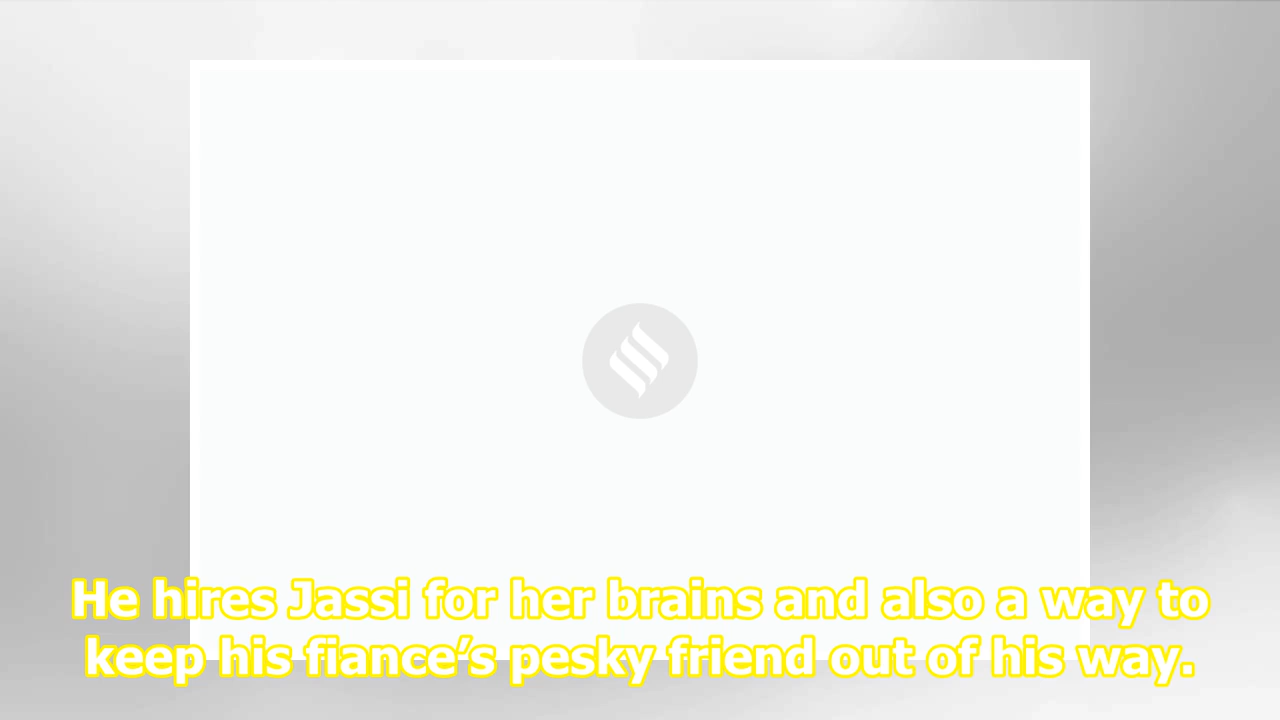 He hires Jassi for her brains and also a way to
keep his fiance’s pesky friend out of his way.